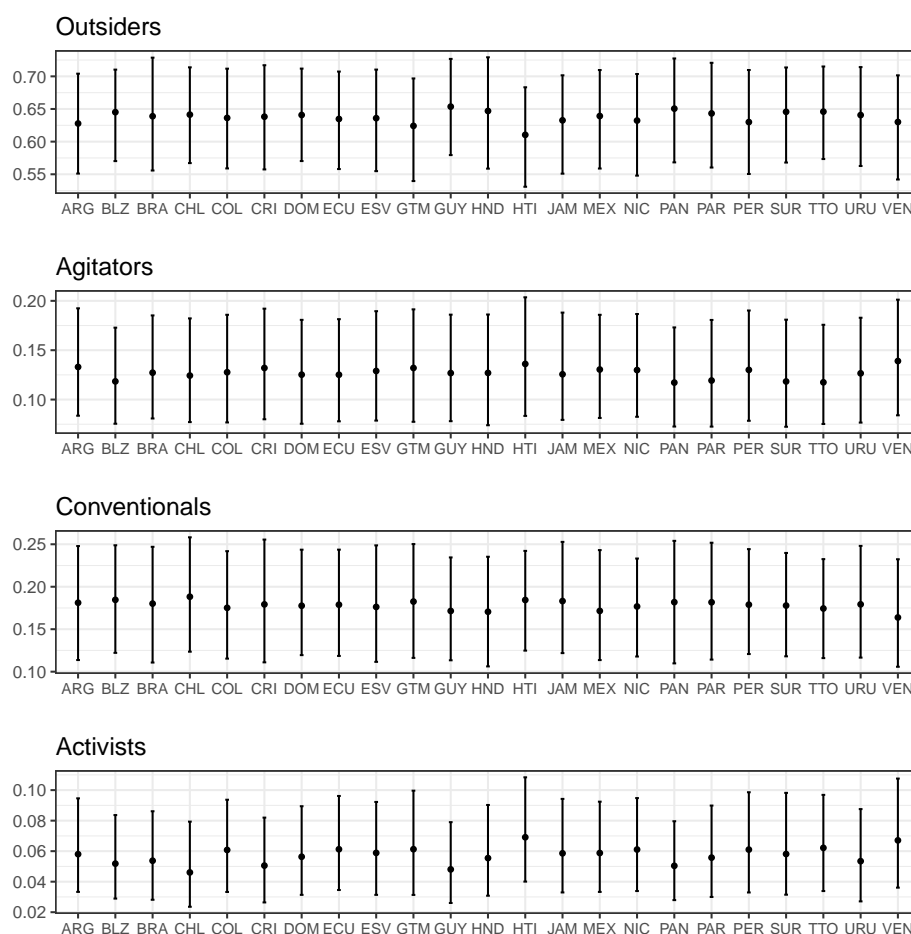 Outsiders
0.70
0.65
0.60
0.55
ARG BLZ BRA CHL COL CRI DOM ECU ESV GTM GUY HND HTI JAM MEX NIC PAN PAR PER SUR TTO URU VEN
Agitators
0.20
0.15
0.10
ARG BLZ BRA CHL COL CRI DOM ECU ESV GTM GUY HND HTI JAM MEX NIC PAN PAR PER SUR TTO URU VEN
Conventionals
0.25
0.20
0.15
0.10
ARG BLZ BRA CHL COL CRI DOM ECU ESV GTM GUY HND HTI JAM MEX NIC PAN PAR PER SUR TTO URU VEN
Activists
0.10
0.08
0.06
0.04
0.02
ARG BLZ BRA CHL COL CRI DOM ECU ESV GTM GUY HND HTI JAM MEX NIC PAN PAR PER SUR TTO URU VEN